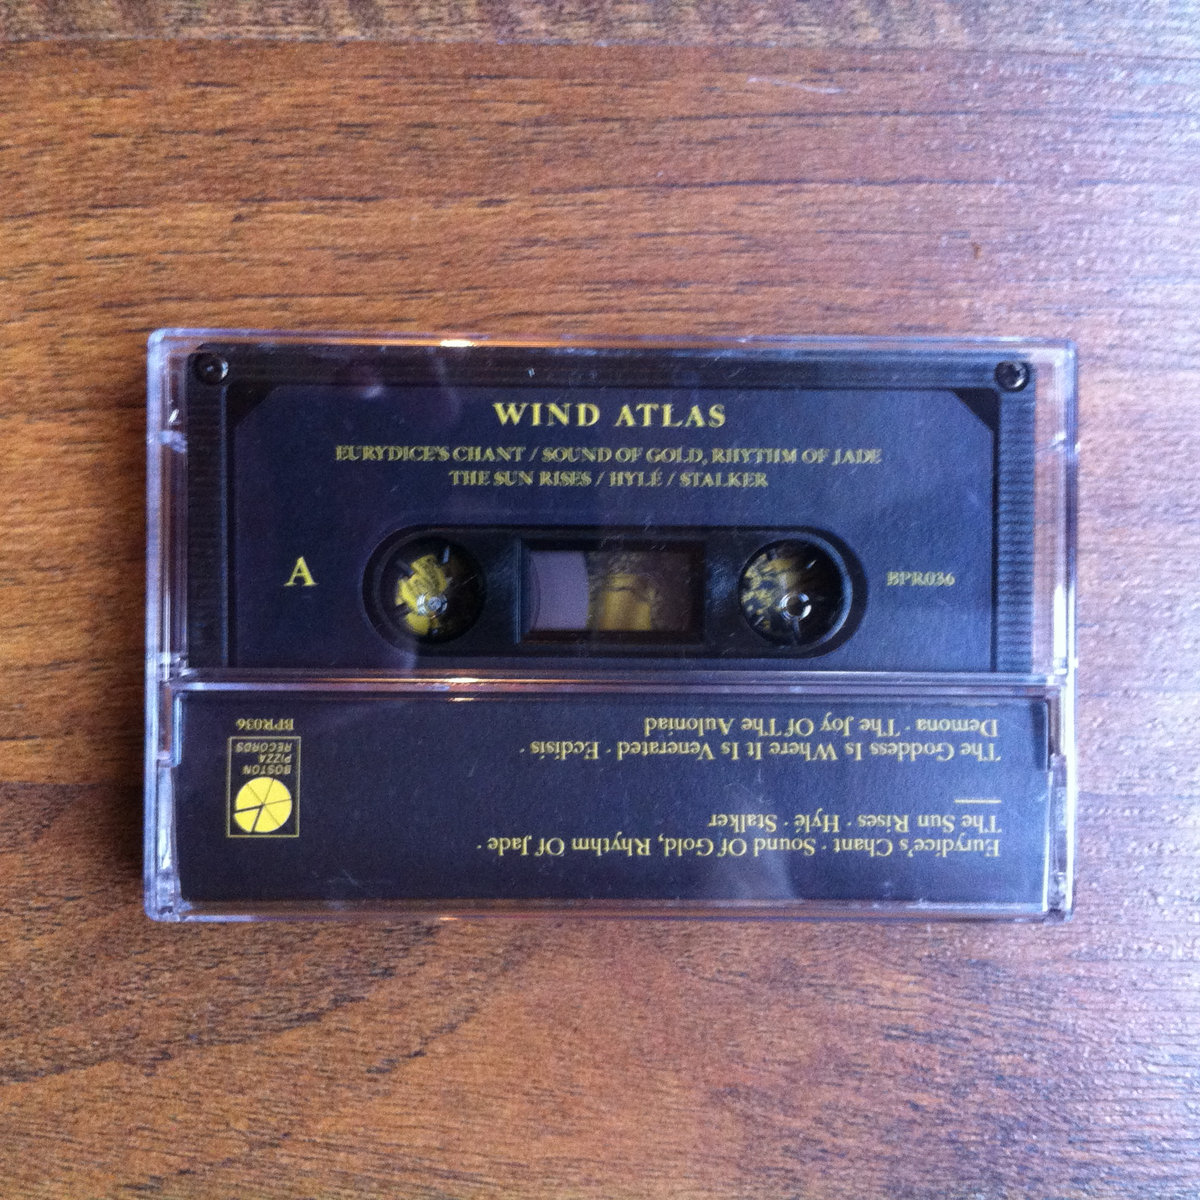 WIND ATLAS
EURYDICE'S CHANT / SOUND OF GOLD, RHYTHM OF JADE
THE SUN RISES / HYLÉ / STALKER
A
BPR036
Eurydice's Chant · Sound Of Gold, Rhythm Of Jade ·
The Sun Rises · Hylé · Stalker
The Goddess Is Where It Is Venerated · Ecdisis ·
Demona · The Joy Of The Auloniad
BOSTON
PIZZA
RECORDS
BPR036